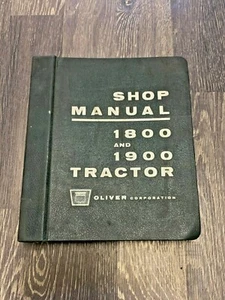 SHOP
MANUAL
1800
AND
1900
TRACTOR
OLIVER CORPORATION